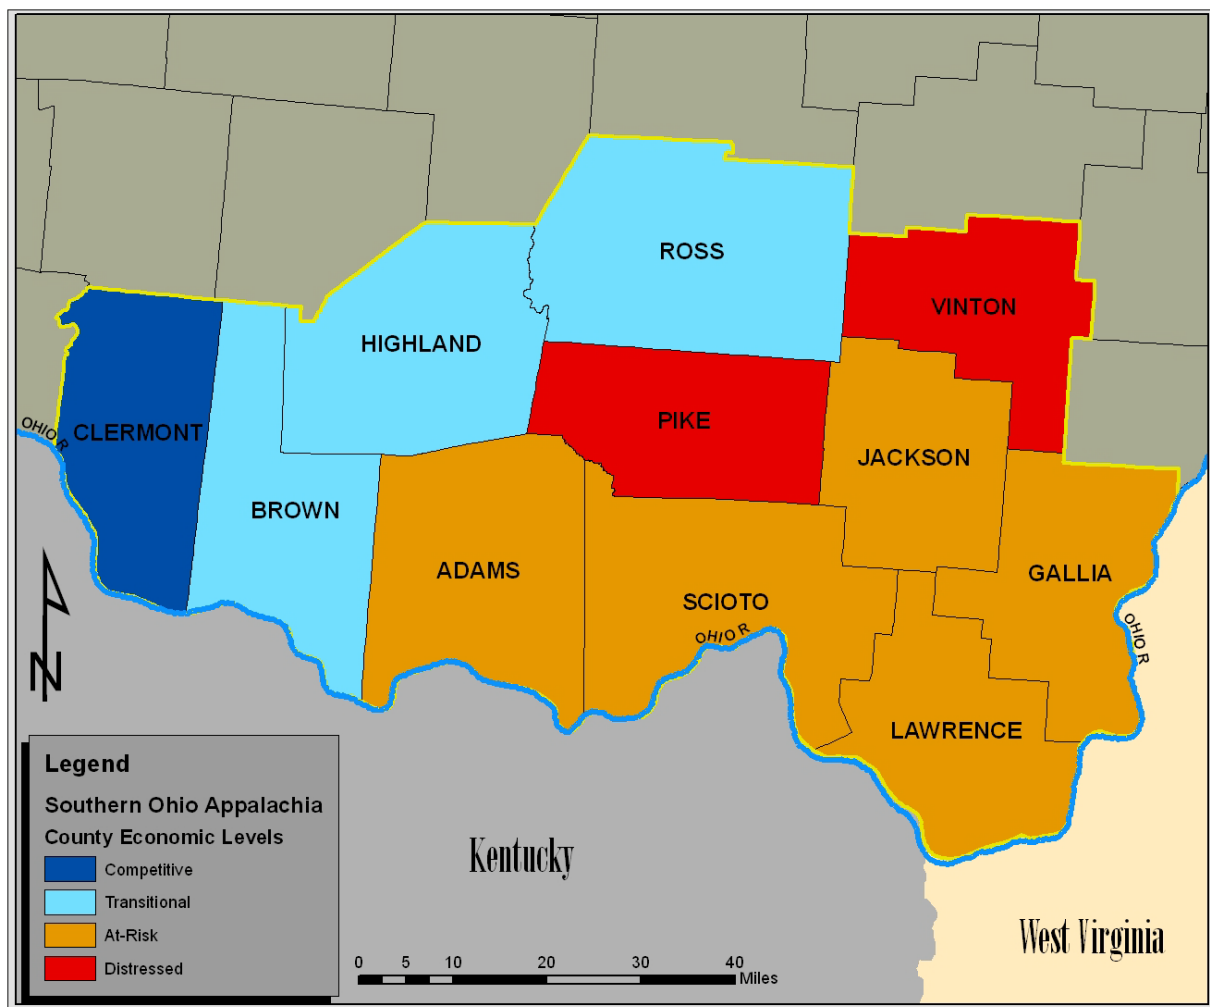 ROSS
VINTON
HIGHLAND
PIKE
OHIO R
CLERMONT
JACKSON
BROWN
ADAMS
GALLIA
SCIOTO
OHIO R
OHIO R
LAWRENCE
N
Legend
Southern Ohio Appalachia
County Economic Levels
Competitive
Transitional
At-Risk
Distressed
Kentucky
West Virginia
0 5 10 20 30 40
Miles